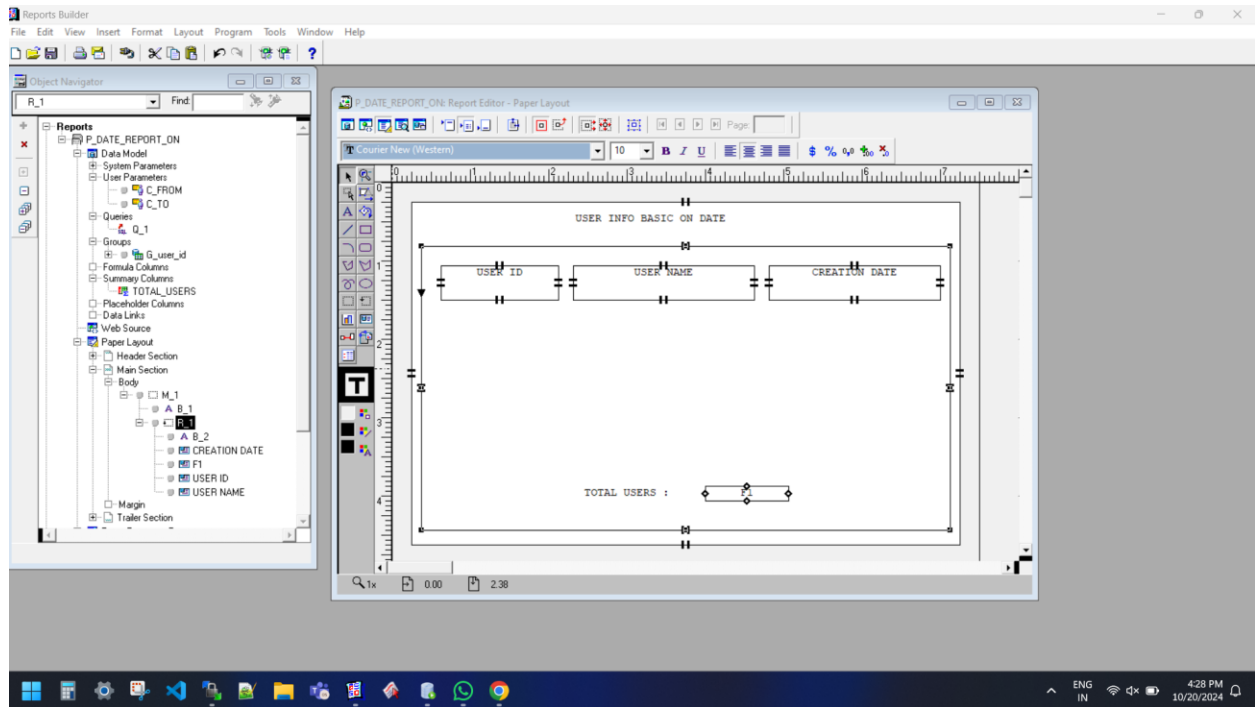 Reports Builder
File Edit View Insert Format Layout Program Tools Window Help
Object Navigator
R_1 Find:
Reports
P_DATE_REPORT_ON
Data Model
System Parameters
User Parameters
C_FROM
C_TO
Queries
Q_1
Groups
G_user_id
Formula Columns
Summary Columns
TOTAL_USERS
Placeholder Columns
Data Links
Web Source
Paper Layout
Header Section
Main Section
Body
M_1
A B_1
R_1
A B_2
CREATION DATE
F1
USER ID
USER NAME
Margin
Trailer Section
P_DATE_REPORT_ON: Report Editor - Paper Layout
Page:
Courier New (Western) 10 B I U $ %
0 1 2 3 4 5 6 7
0
1
2
3
4
USER INFO BASIC ON DATE
USER ID USER NAME CREATION DATE
TOTAL USERS : F1
1x 0.00 2.38
ENG
IN
4:28 PM
10/20/2024